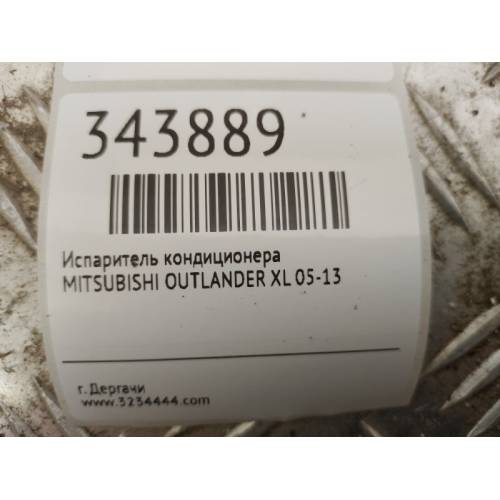 343889
Испаритель кондиционера
MITSUBISHI OUTLANDER XL 05-13
г. Дергачи
www.3234444.com